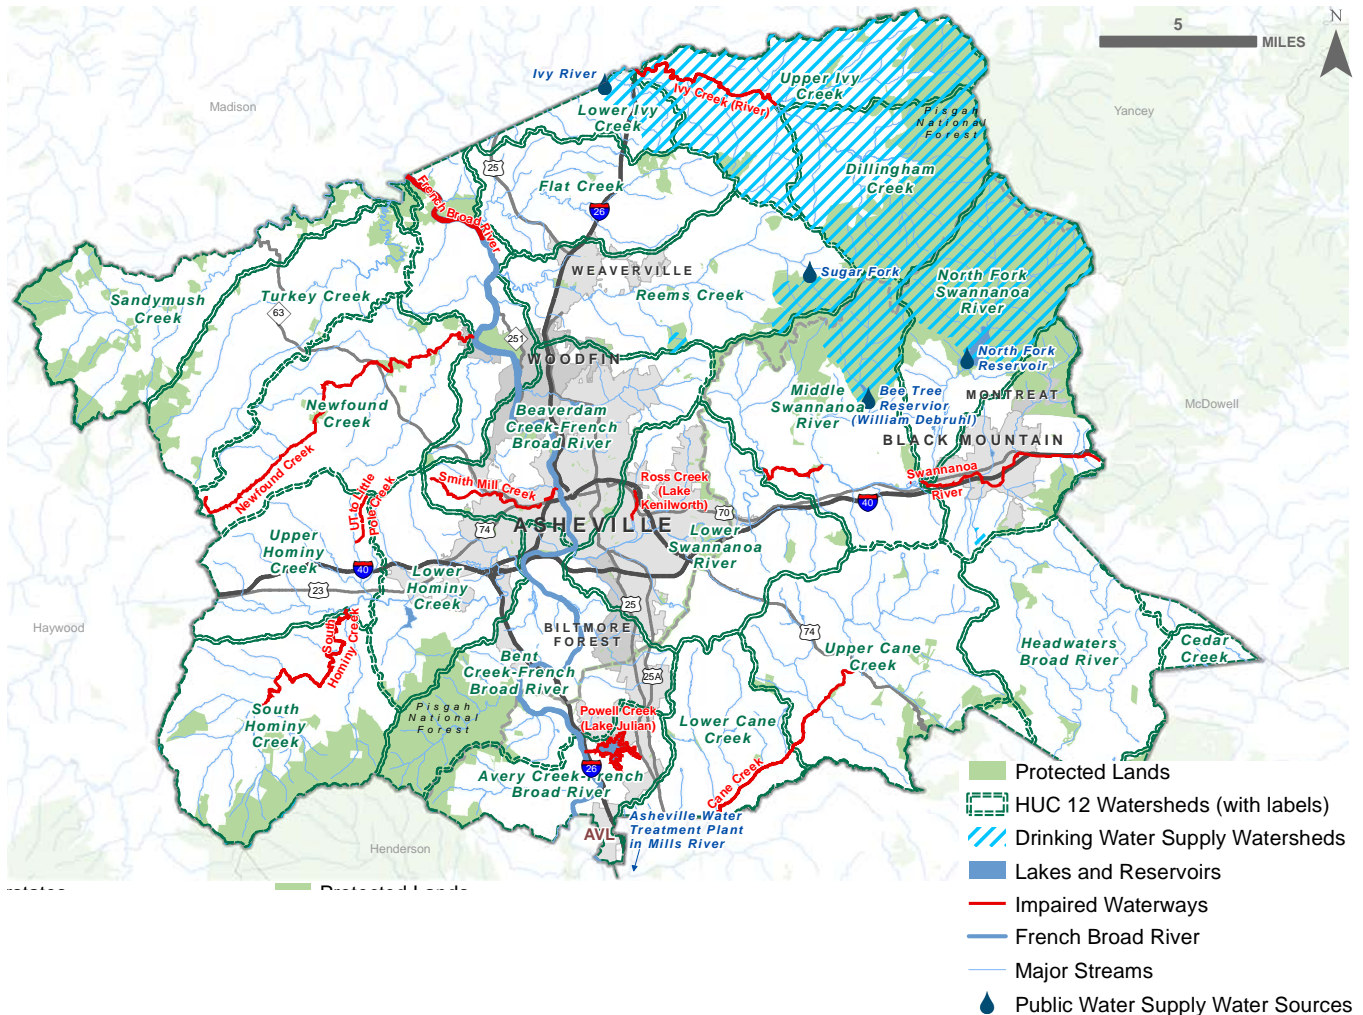 N
5
MILES
Ivy River
Upper Ivy
Creek
Ivy Creek (River)
Madison
Lower Ivy
Creek
Pisgah
National
Forest
Yancey
25
Flat Creek
Dillingham
Creek
French Broad River
26
WEAVERVILLE
Sugar Fork
North Fork
Swannanoa
River
Sandymush
Creek
Turkey Creek
Reems Creek
63
251
WOODFIN
North Fork
Reservoir
Newfound
Creek
Beaverdam
Creek-French
Broad River
Middle
Swannanoa
River
Bee Tree
Reservior
(William Debruhl)
MONTREAT
McDowell
BLACK MOUNTAIN
Newfound Creek
UT to Little
Pole Creek
Smith Mill Creek
Ross Creek
(Lake
Kenilworth)
Swannanoa
River
40
70
74
ASHEVILLE
Lower
Swannanoa
River
Upper
Hominy
Creek
40
23
Lower
Hominy
Creek
25
Haywood
South
Hominy Creek
BILTMORE
FOREST
74
Upper Cane
Creek
Headwaters
Broad River
Cedar
Creek
Bent
Creek-French
Broad River
25A
South
Hominy
Creek
Pisgah
National
Forest
Powell Creek
(Lake Julian)
Lower Cane
Creek
26
Avery Creek-French
Broad River
Cane Creek
AVL
Asheville Water
Treatment Plant
in Mills River
Henderson
Protected Lands
HUC 12 Watersheds (with labels)
Drinking Water Supply Watersheds
Lakes and Reservoirs
Impaired Waterways
French Broad River
Major Streams
Public Water Supply Water Sources